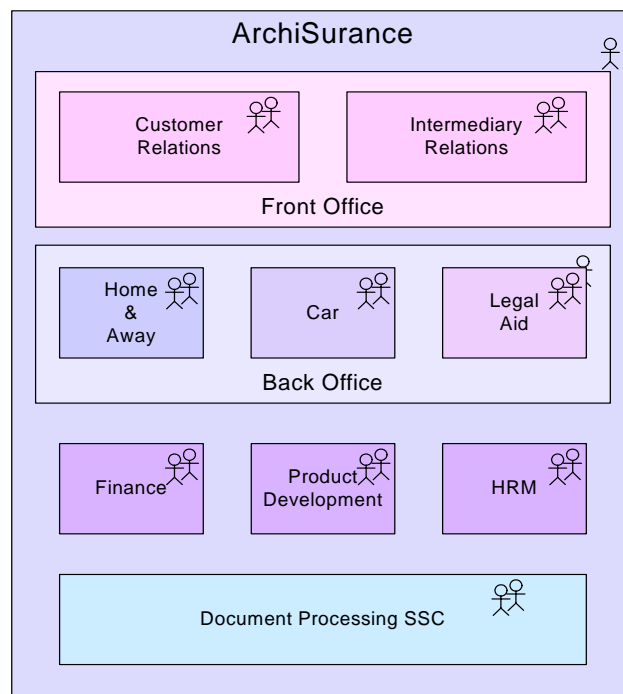 ArchiSurance
Customer
Relations
Intermediary
Relations
Front Office
Home
&
Away
Car
Legal
Aid
Back Office
Finance
Product
Development
HRM
Document Processing SSC